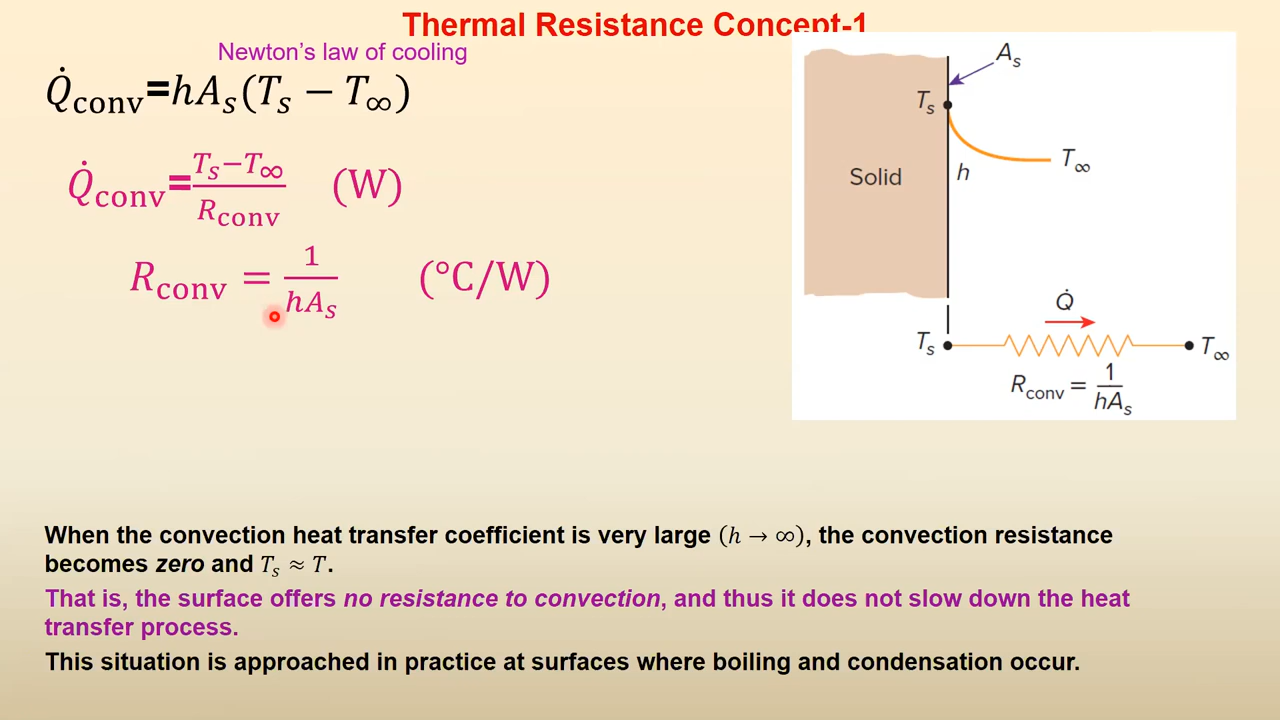 Thermal Resistance Concept-1
Newton's law of cooling
Q̇conv=hAs(Ts − T∞)
Q̇conv=Ts−T∞/Rconv (W)
Rconv = 1/hAs (°C/W)
As
Ts
T∞
Solid
h
Q̇
Ts
T∞
Rconv = 1/hAs
When the convection heat transfer coefficient is very large (h → ∞), the convection resistance
becomes zero and Ts ≈ T.
That is, the surface offers no resistance to convection, and thus it does not slow down the heat
transfer process.
This situation is approached in practice at surfaces where boiling and condensation occur.